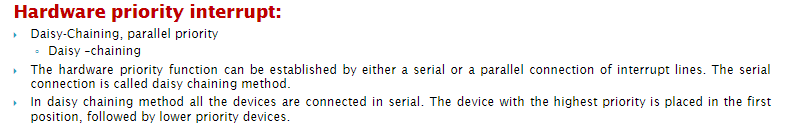 Hardware priority interrupt:
Daisy-Chaining, parallel priority
Daisy –chaining
The hardware priority function can be established by either a serial or a parallel connection of interrupt lines. The serial
connection is called daisy chaining method.
In daisy chaining method all the devices are connected in serial. The device with the highest priority is placed in the first
position, followed by lower priority devices.